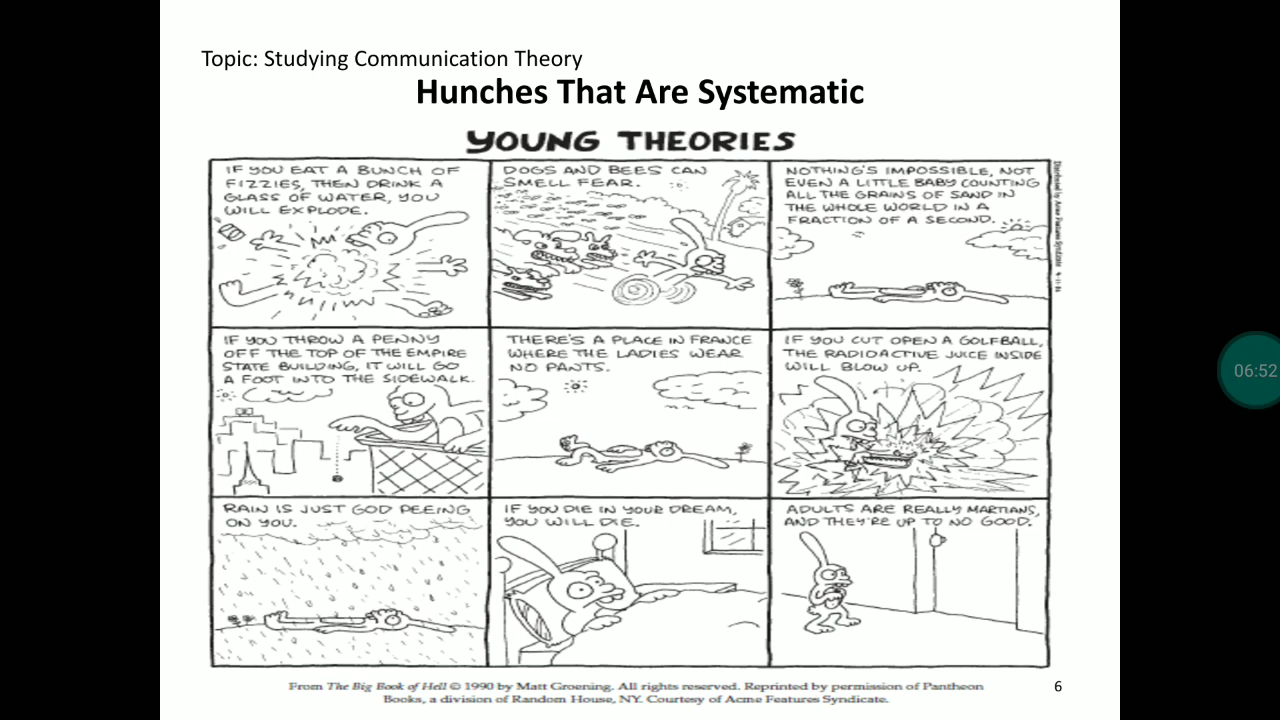 Topic: Studying Communication Theory
Hunches That Are Systematic
YOUNG THEORIES
IF YOU EAT A BUNCH OF
FIZZIES, THEN DRINK A
GLASS OF WATER, YOU
WILL EXPLODE.
DOGS AND BEES CAN
SMELL FEAR.
NOTHING'S IMPOSSIBLE, NOT
EVEN A LITTLE BABY COUNTING
ALL THE GRAINS OF SAND IN
THE WHOLE WORLD IN A
FRACTION OF A SECOND.
IF YOU THROW A PENNY
OFF THE TOP OF THE EMPIRE
STATE BUILDING, IT WILL GO
A FOOT INTO THE SIDEWALK.
THERE'S A PLACE IN FRANCE
WHERE THE LADIES WEAR
NO PANTS.
IF YOU CUT OPEN A GOLFBALL,
THE RADIOACTIVE JUICE INSIDE
WILL BLOW UP.
RAIN IS JUST GOD PEEING
ON YOU.
IF YOU DIE IN YOUR DREAM,
YOU WILL DIE.
ADULTS ARE REALLY MARTIANS,
AND THEY'RE UP TO NO GOOD.
Distributed by Acme Features Syndicate
06:52
From The Big Book of Hell © 1990 by Matt Groening. All rights reserved. Reprinted by permission of Pantheon
Books, a division of Random House, NY. Courtesy of Acme Features Syndicate.
6